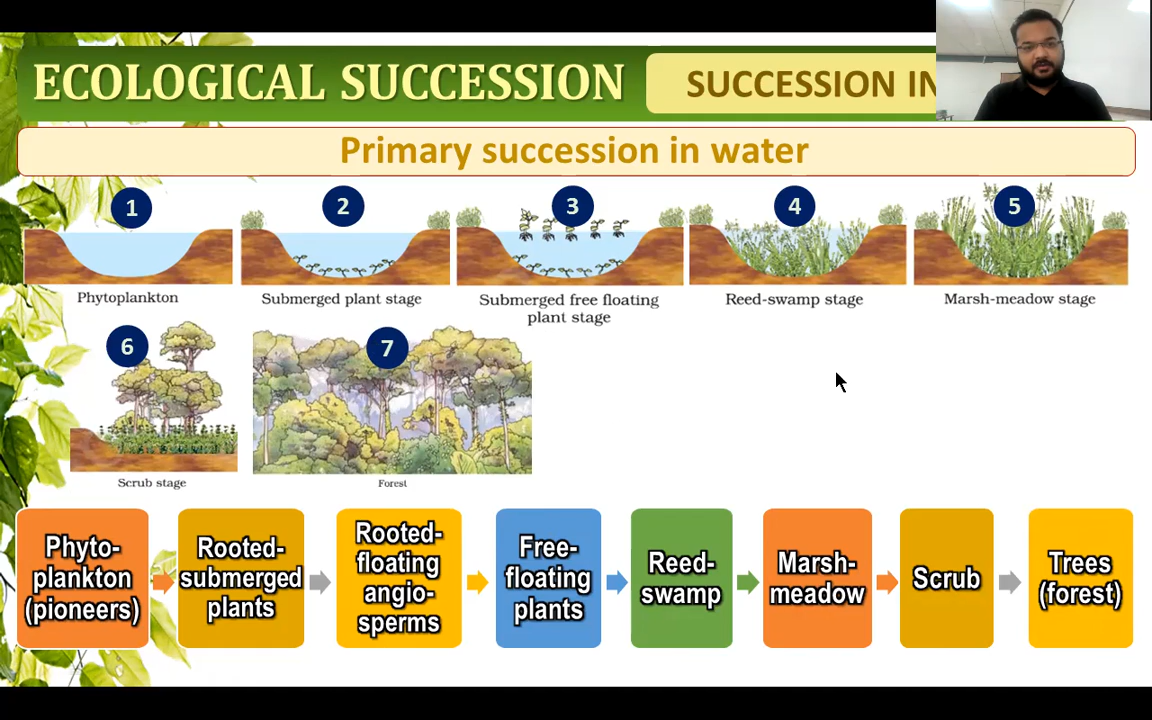 ECOLOGICAL SUCCESSION
SUCCESSION IN
Primary succession in water
1
2
3
4
5
Phytoplankton
Submerged plant stage
Submerged free floating
plant stage
Reed-swamp stage
Marsh-meadow stage
6
7
Scrub stage
Forest
Phyto-
plankton
(pioneers)
Rooted-
submerged
plants
Rooted-
floating
angio-
sperms
Free-
floating
plants
Reed-
swamp
Marsh-
meadow
Scrub
Trees
(forest)